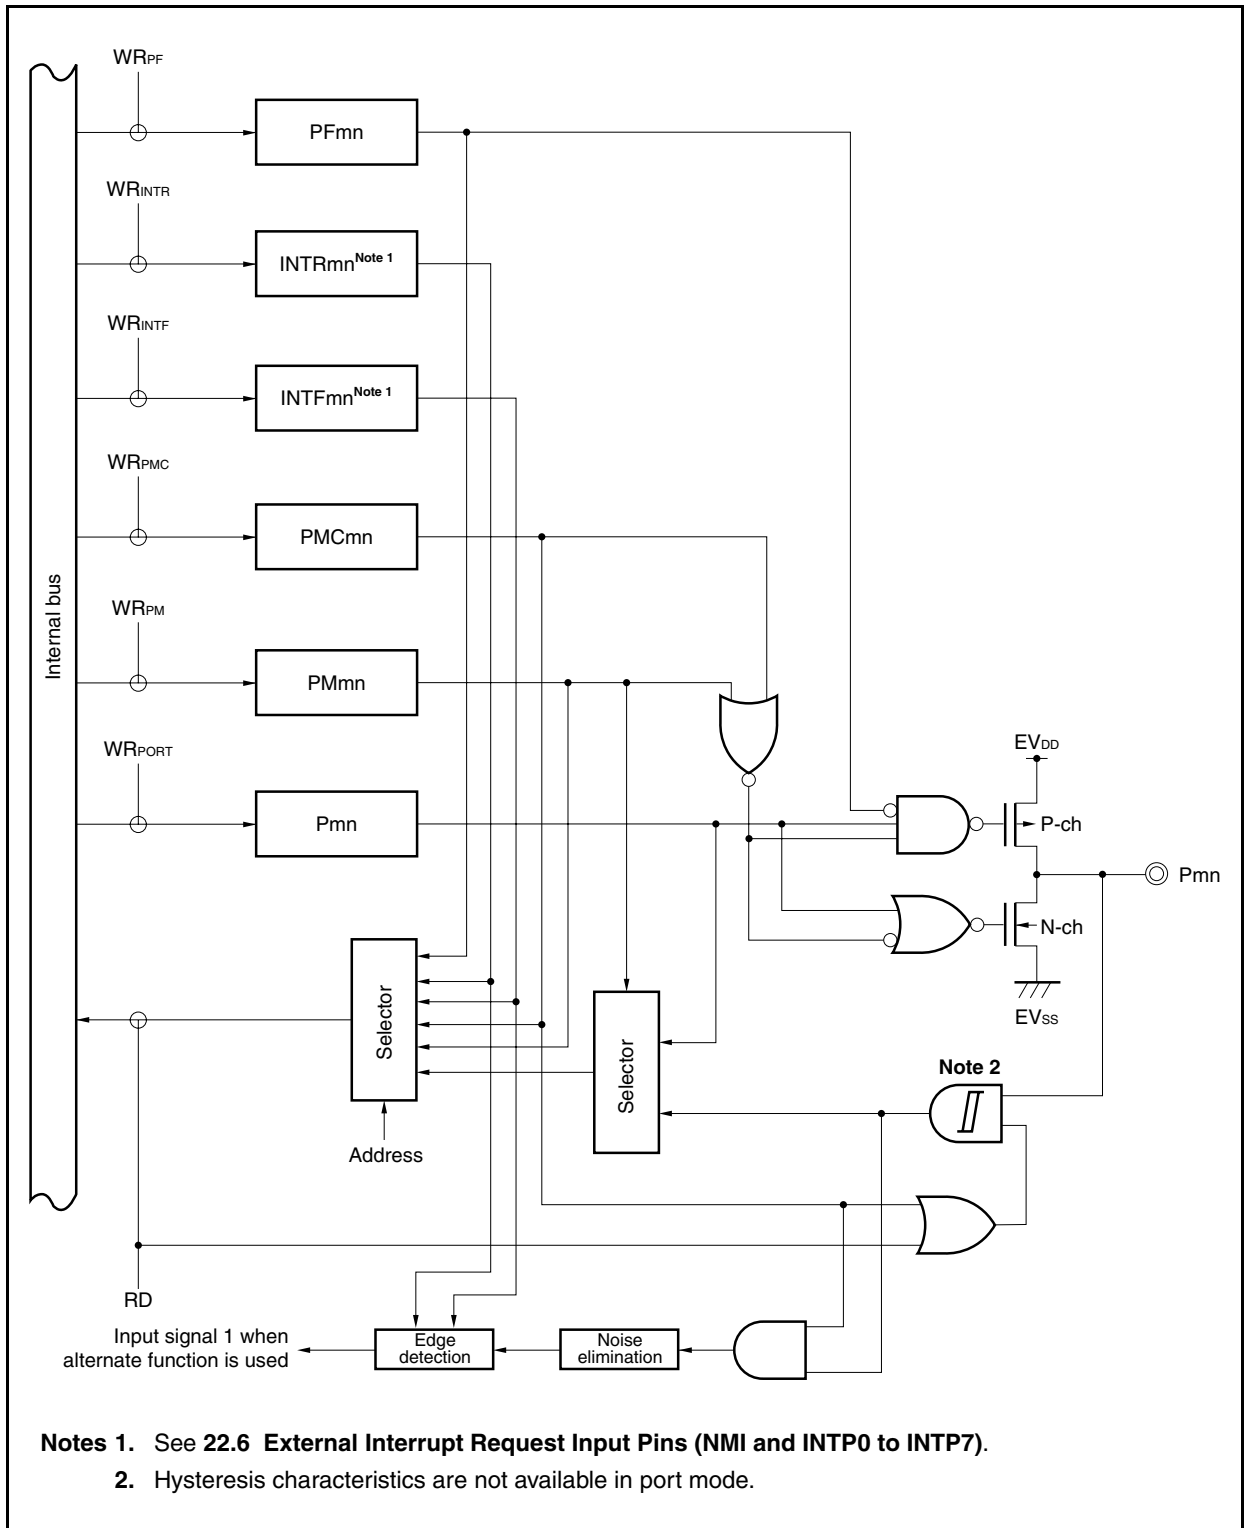 WRPF
PFmn
WRINTR
INTRmnNote 1
WRINTF
INTFmnNote 1
WRPMC
PMCmn
Internal bus
WRPM
PMmn
WRPORT
Pmn
EVDD
P-ch
Pmn
N-ch
EVSS
Selector
Selector
Note 2
Address
RD
Input signal 1 when
alternate function is used
Edge
detection
Noise
elimination
Notes 1. See 22.6 External Interrupt Request Input Pins (NMI and INTP0 to INTP7).
2. Hysteresis characteristics are not available in port mode.